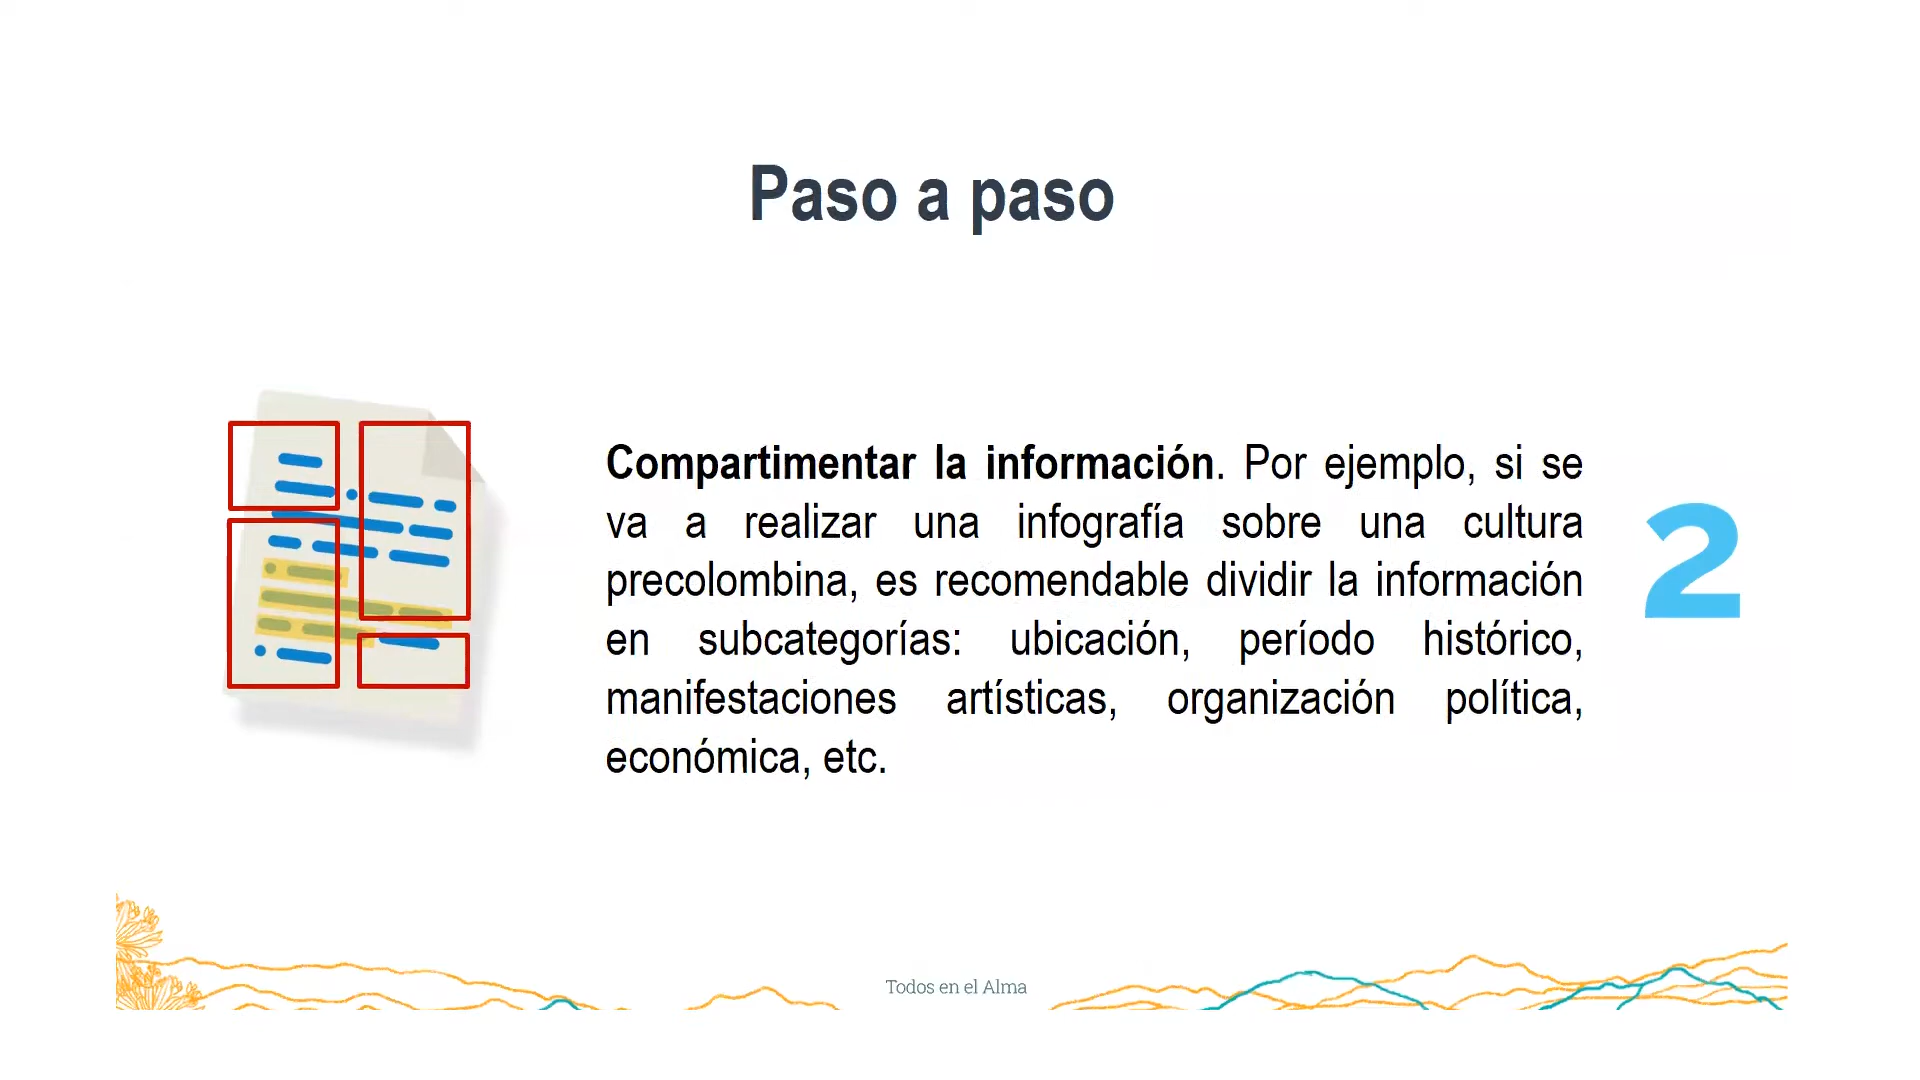 Paso a paso
Compartimentar la información. Por ejemplo, si se
va a realizar una infografía sobre una cultura
precolombina, es recomendable dividir la información
en subcategorías: ubicación, período histórico,
manifestaciones artísticas, organización política,
económica, etc.
2
Todos en el Alma